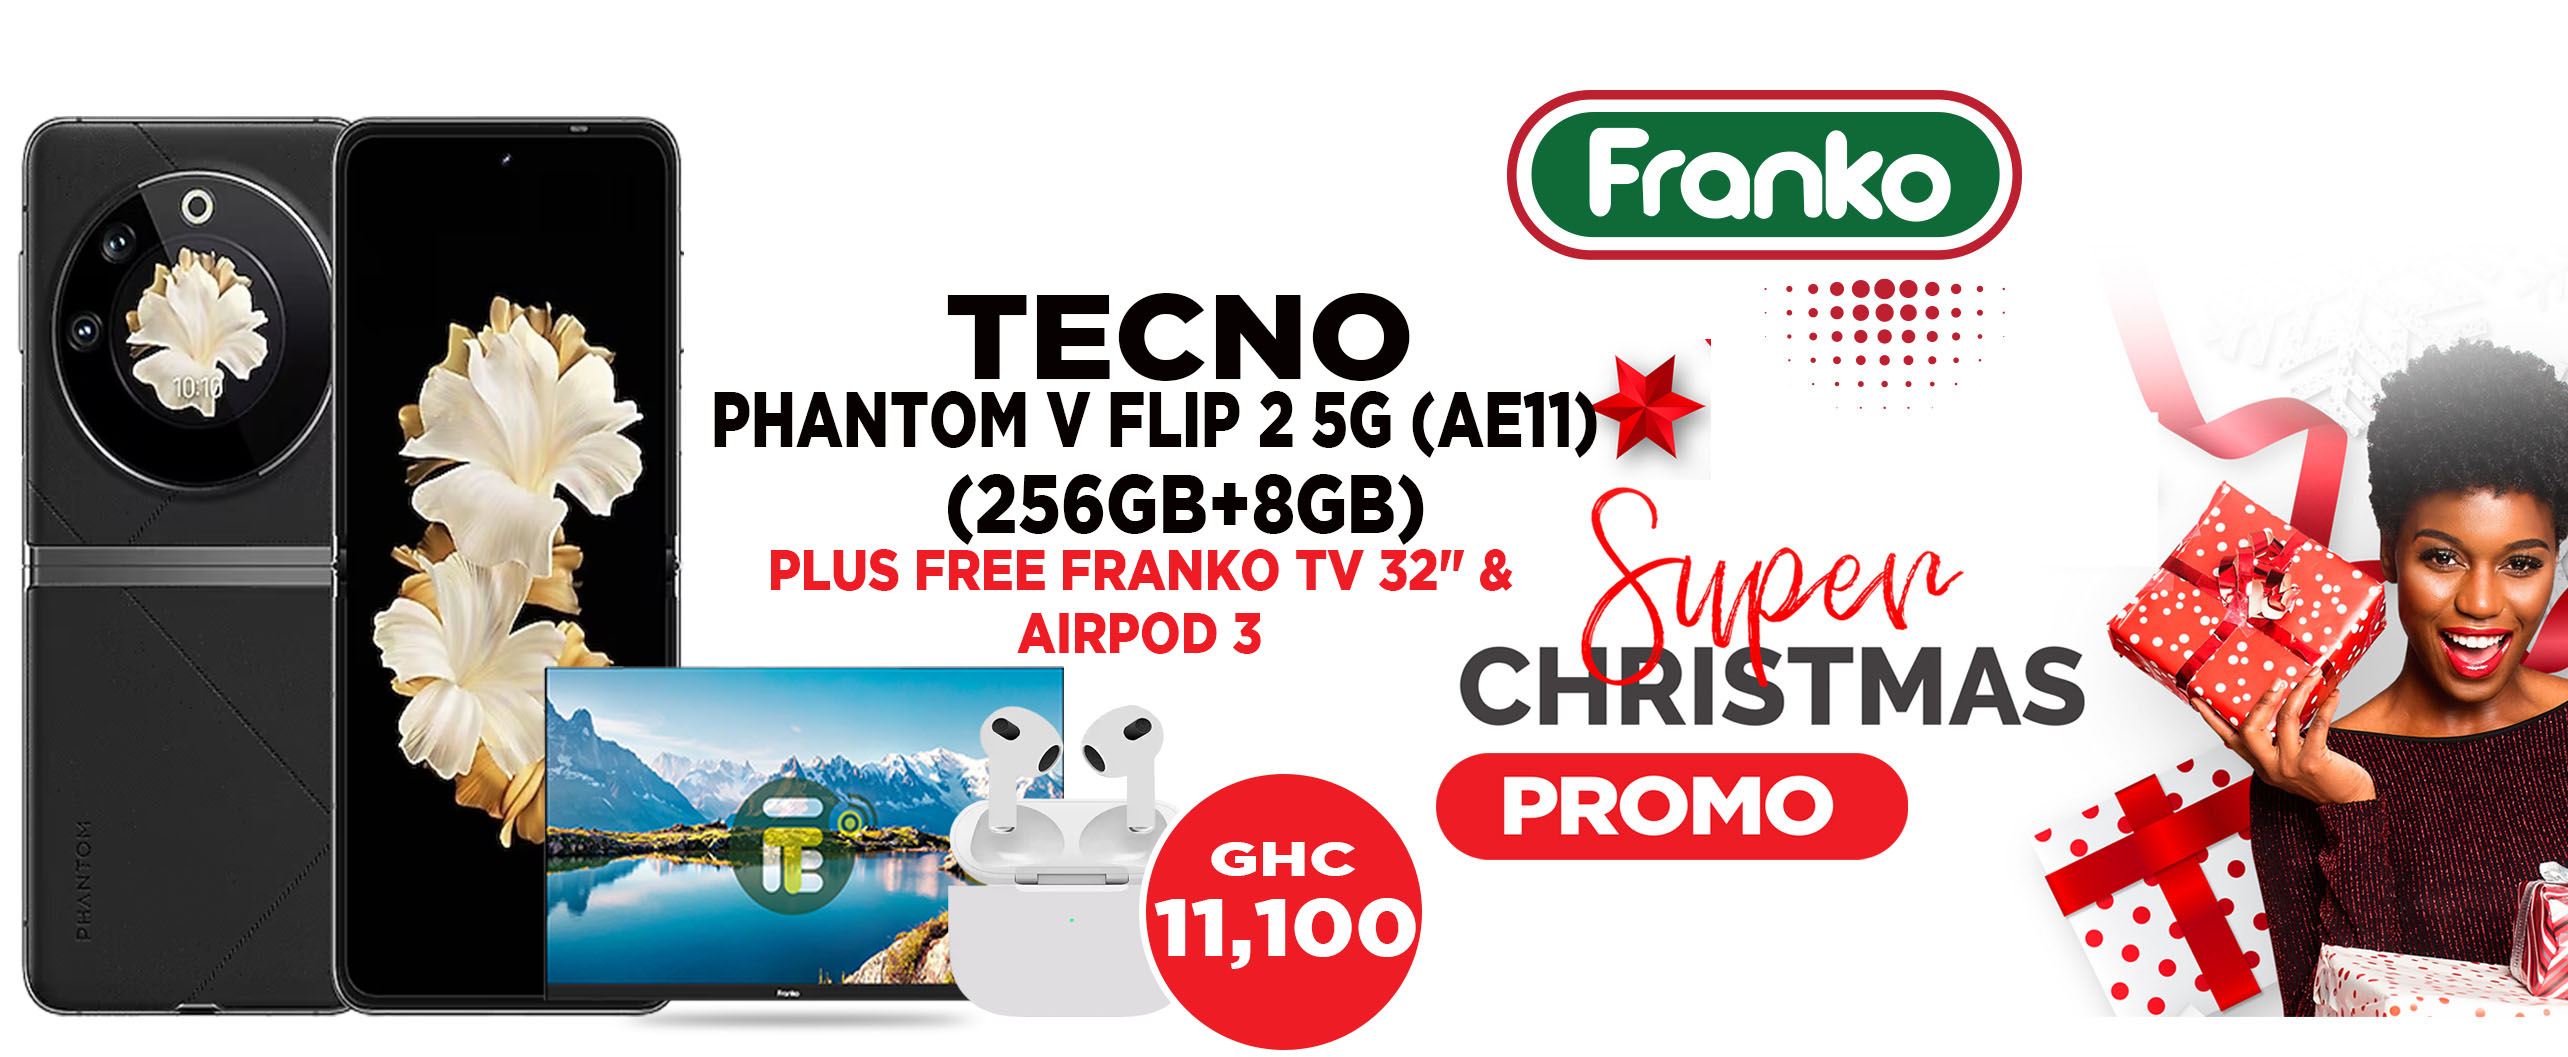 Franko
TECNO
PHANTOM V FLIP 2 5G (AE11)
(256GB+8GB)
PLUS FREE FRANKO TV 32" &
AIRPOD 3
Super
CHRISTMAS
PROMO
GHC
11,100
10:10
PHANTOM
Franko